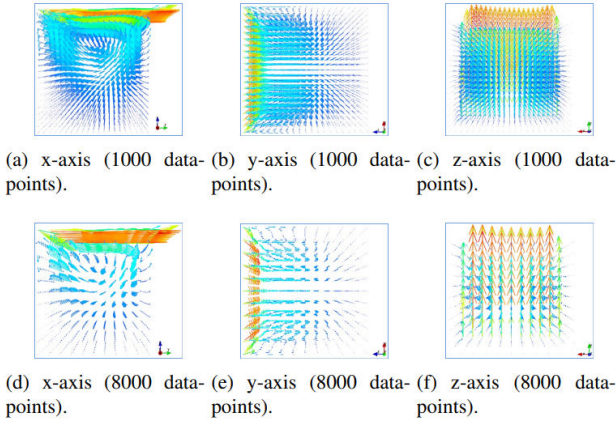 (a) x-axis (1000 data-
points).
(b) y-axis (1000 data-
points).
(c) z-axis (1000 data-
points).
(d) x-axis (8000 data-
points).
(e) y-axis (8000 data-
points).
(f) z-axis (8000 data-
points).